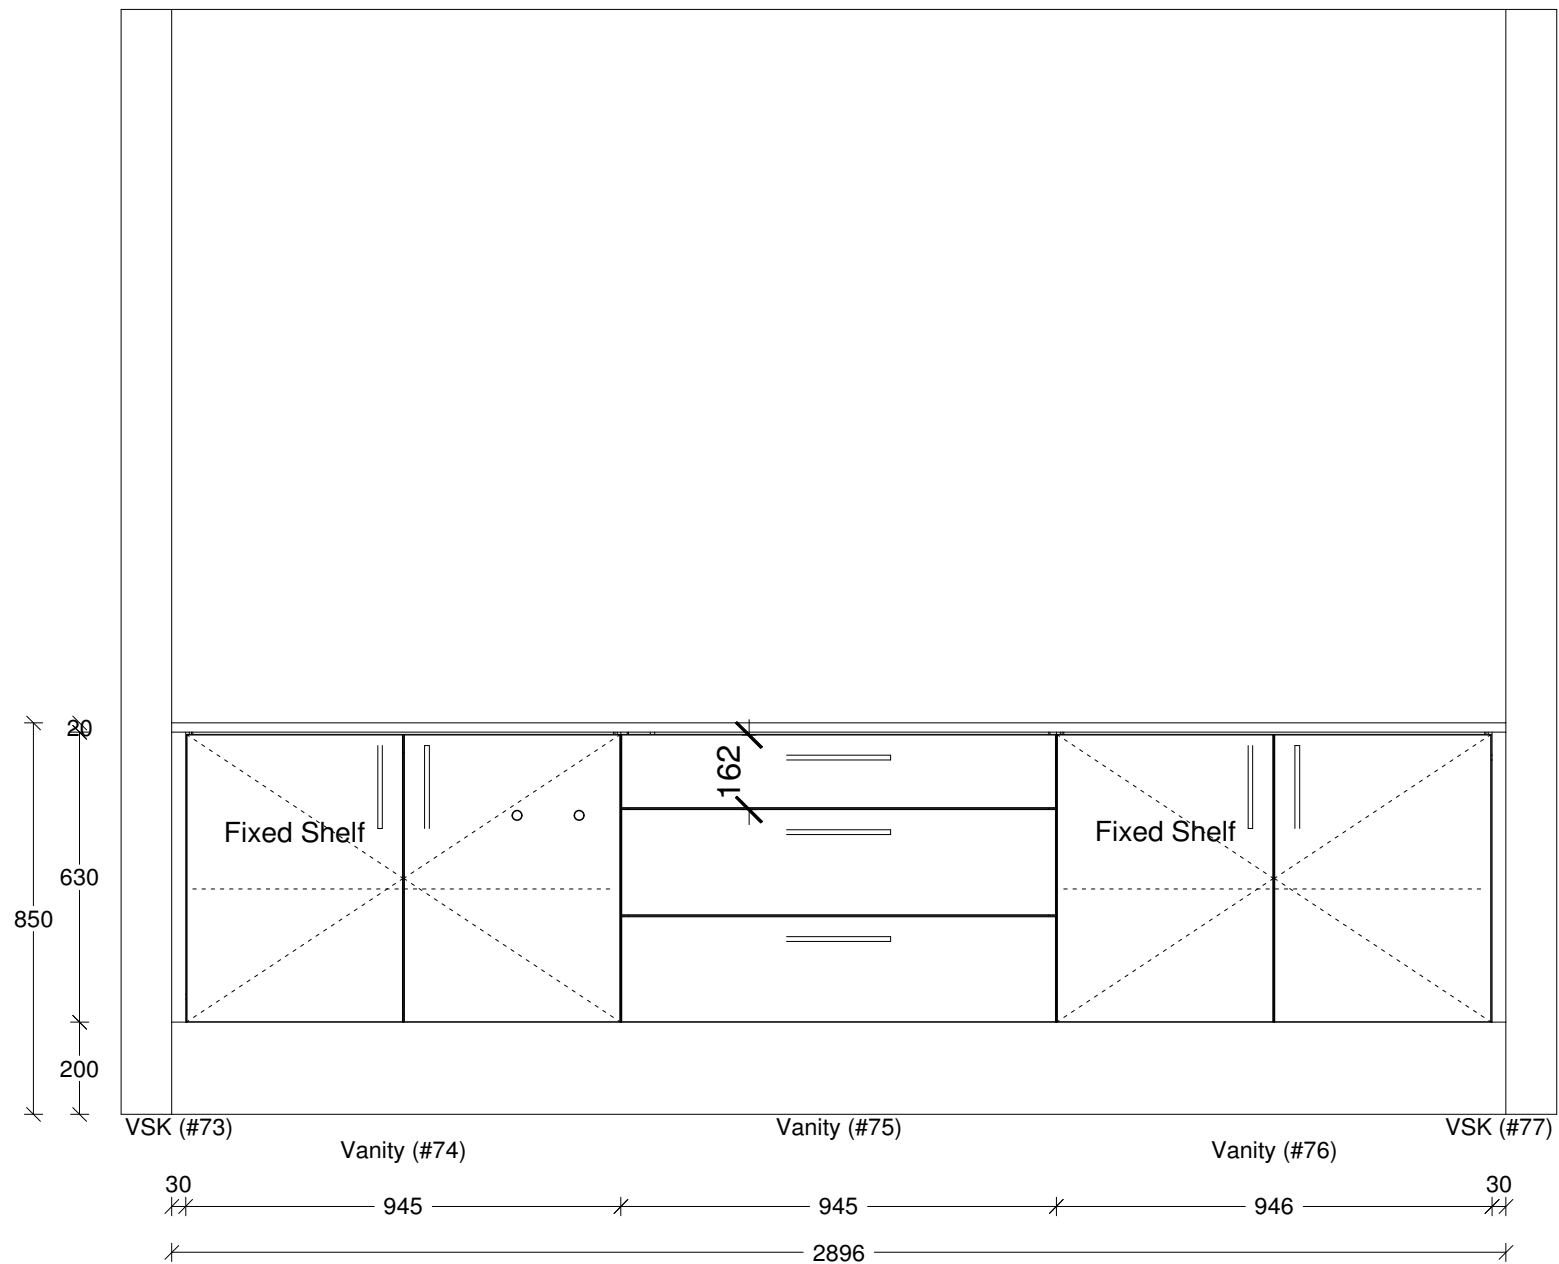 20
162
Fixed Shelf
Fixed Shelf
630
850
200
VSK (#73)
Vanity (#75)
VSK (#77)
Vanity (#74)
Vanity (#76)
30
30
945
945
946
2896